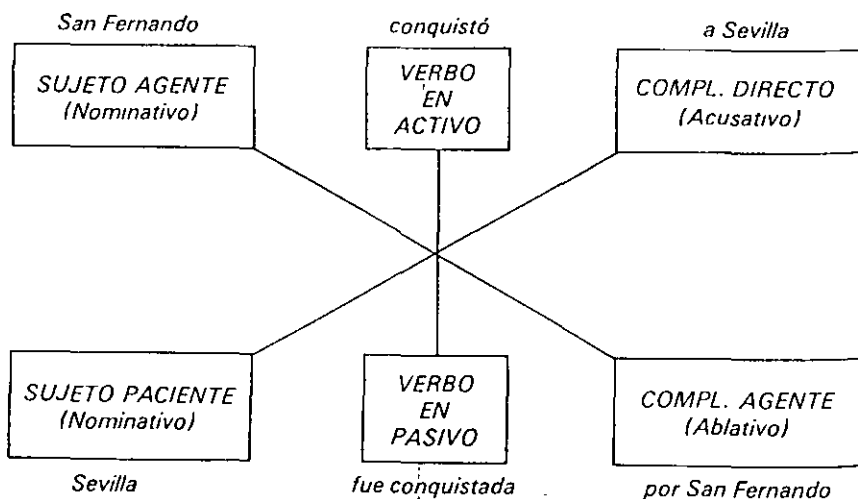 San Fernando
conquistó
a Sevilla
SUJETO AGENTE
(Nominativo)
VERBO
EN
ACTIVO
COMPL. DIRECTO
(Acusativo)
SUJETO PACIENTE
(Nominativo)
VERBO
EN
PASIVO
COMPL. AGENTE
(Ablativo)
Sevilla
fue conquistada
por San Fernando